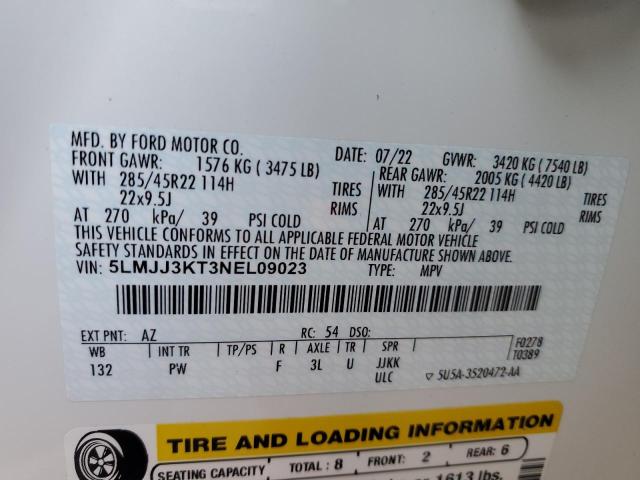 MFD. BY FORD MOTOR CO.
DATE: 07/22 GVWR: 3420 KG (7540 LB)
FRONT GAWR: 1576 KG (3475 LB)
REAR GAWR: 2005 KG (4420 LB)
WITH 285/45R22 114H TIRES
WITH 285/45R22 114H TIRES
22x9.5J RIMS
22x9.5J RIMS
AT 270 kPa/ 39 PSI COLD
AT 270 kPa/ 39 PSI COLD
THIS VEHICLE CONFORMS TO ALL APPLICABLE FEDERAL MOTOR VEHICLE
SAFETY STANDARDS IN EFFECT ON THE DATE OF MANUFACTURE SHOWN ABOVE.
VIN: 5LMJJ3KT3NEL09023 TYPE: MPV
EXT PNT: AZ RC: 54 DSO: F0278
T0389
WB INT TR TP/PS R AXLE TR SPR
132 PW F 3L U JJKK
ULC ▽ 5U5A-3520472-AA
TIRE AND LOADING INFORMATION
SEATING CAPACITY TOTAL: 8 FRONT: 2 REAR: 6
1613 lbs.